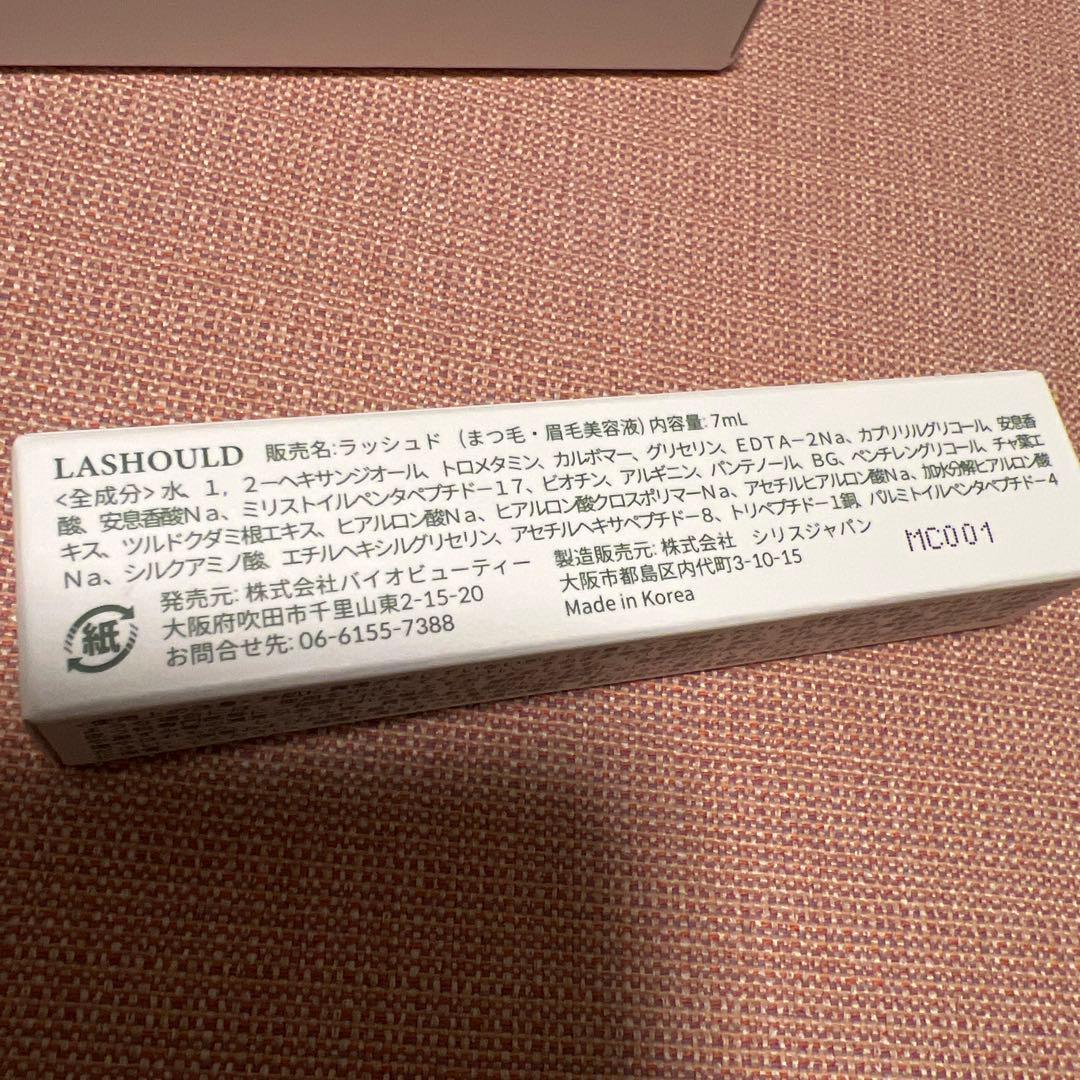 LASHOULD 販売名:ラッシュド (まつ毛・眉毛美容液) 内容量:7mL
<全成分> 水、1, 2-ヘキサンジオール、トロメタミン、カルボマー、グリセリン、EDTA-2Na、カプリリルグリコール、安息香
酸、安息香酸Na、ミリストイルペンタペプチド-17、ビオチン、アルギニン、パンテノール、BG、ペンチレングリコール、チャ葉エ
キス、ツルドクダミ根エキス、ヒアルロン酸Na、ヒアルロン酸クロスポリマーNa、アセチルヒアルロン酸Na、加水分解ヒアルロン酸
Na、シルクアミノ酸、エチルヘキシルグリセリン、アセチルヘキサペプチド-8、トリペプチド-1銅、パルミトイルペンタペプチド-4
紙
発売元: 株式会社バイオビューティー
大阪府吹田市千里山東2-15-20
お問合せ先: 06-6155-7388
製造販売元: 株式会社 シリスジャパン
大阪市都島区内代町3-10-15
Made in Korea
MC001